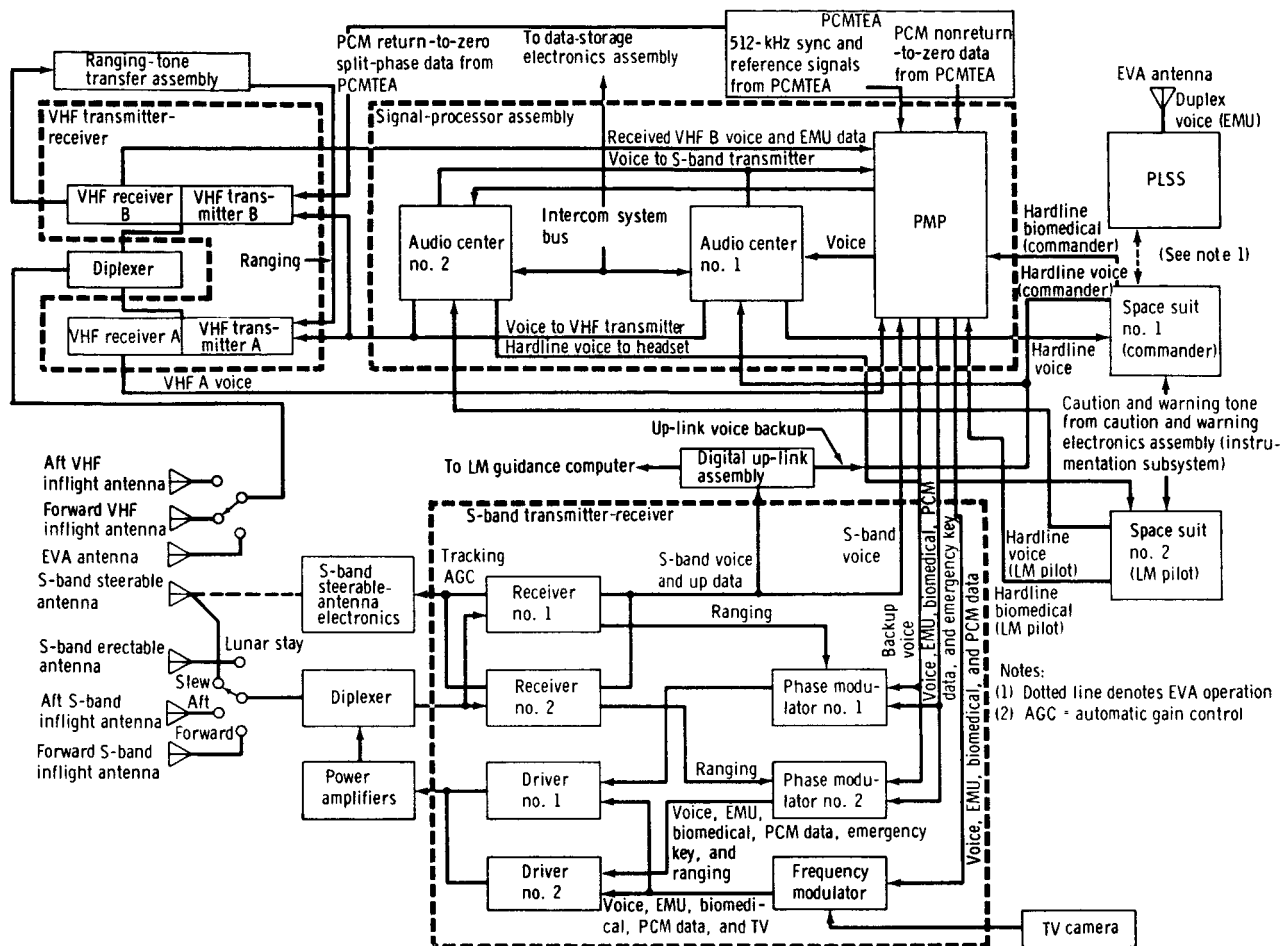 PCMTEA
PCM return-to-zero
split-phase data from
PCMTEA
To data-storage
electronics assembly
512-kHz sync and
reference signals
from PCMTEA
PCM nonreturn
-to-zero data
from PCMTEA
Ranging-tone
transfer assembly
EVA antenna
Duplex
voice (EMU)
VHF transmitter-
receiver
Signal-processor assembly
Received VHF B voice and EMU data
Voice to S-band transmitter
PLSS
VHF receiver
B
VHF trans-
mitter B
Intercom system
bus
Audio center
no. 2
Audio center
no. 1
Voice
PMP
Hardline
biomedical
(commander)
(See note 1)
Diplexer
Ranging
Hardline voice
(commander)
Space suit
no. 1
(commander)
VHF receiver A
VHF trans-
mitter A
Voice to VHF transmitter
Hardline voice to headset
Hardline
voice
VHF A voice
Caution and warning tone
from caution and warning
electronics assembly (instru-
mentation subsystem)
Up-link voice backup
To LM guidance computer
Digital up-link
assembly
Aft VHF
inflight antenna
Forward VHF
inflight antenna
EVA antenna
S-band steerable
antenna
S-band transmitter-receiver
Space suit
no. 2
(LM pilot)
Hardline
voice
(LM pilot)
Hardline
biomedical
(LM pilot)
Tracking
AGC
S-band
steerable-
antenna
electronics
Receiver
no. 1
S-band voice
and up data
S-band
voice
Ranging
Backup
voice
Voice, EMU, biomedical, PCM
data, and emergency key
Voice, EMU, biomedical, and PCM data
S-band erectable
antenna
Lunar stay
Slew
Aft S-band
inflight antenna
Aft
Forward
Forward S-band
inflight antenna
Diplexer
Receiver
no. 2
Phase modu-
lator no. 1
Notes:
(1) Dotted line denotes EVA operation
(2) AGC = automatic gain control
Power
amplifiers
Driver
no. 1
Ranging
Phase modu-
lator no. 2
Voice, EMU,
biomedical, PCM data, emergency
key, and
ranging
Driver
no. 2
Frequency
modulator
Voice, EMU, biomedi-
cal, PCM data, and TV
TV camera